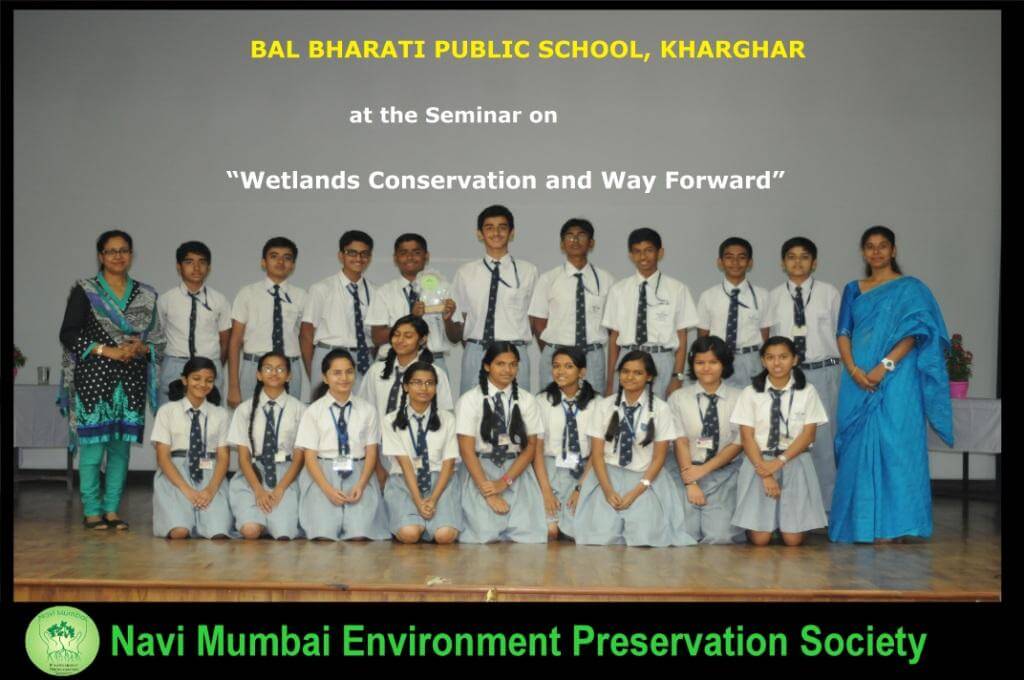 BAL BHARATI PUBLIC SCHOOL, KHARGHAR
at the Seminar on
“Wetlands Conservation and Way Forward”
Navi Mumbai Environment Preservation Society